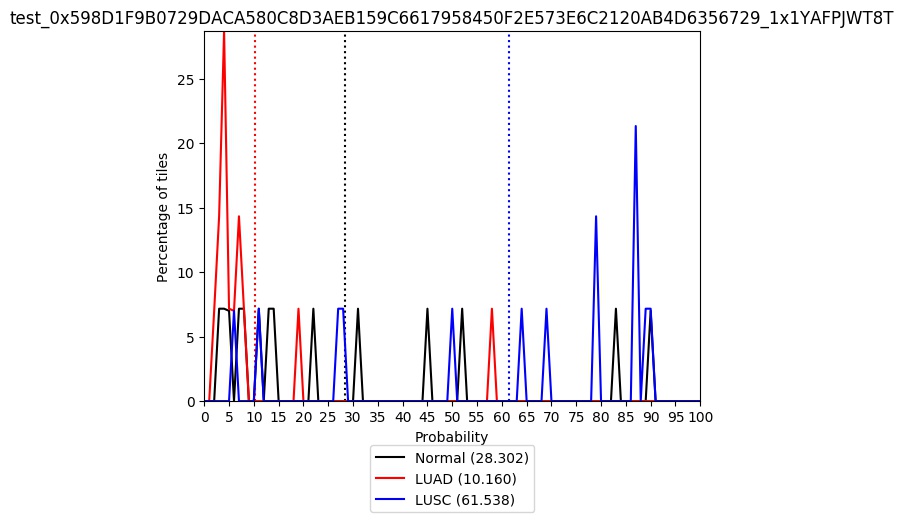 test_0x598D1F9B0729DACA580C8D3AEB159C6617958450F2E573E6C2120AB4D6356729_1x1YAFPJWT8T
25
20
15
10
5
0
Percentage of tiles
0 5 10 15 20 25 30 35 40 45 50 55 60 65 70 75 80 85 90 95 100
Probability
Normal (28.302)
LUAD (10.160)
LUSC (61.538)